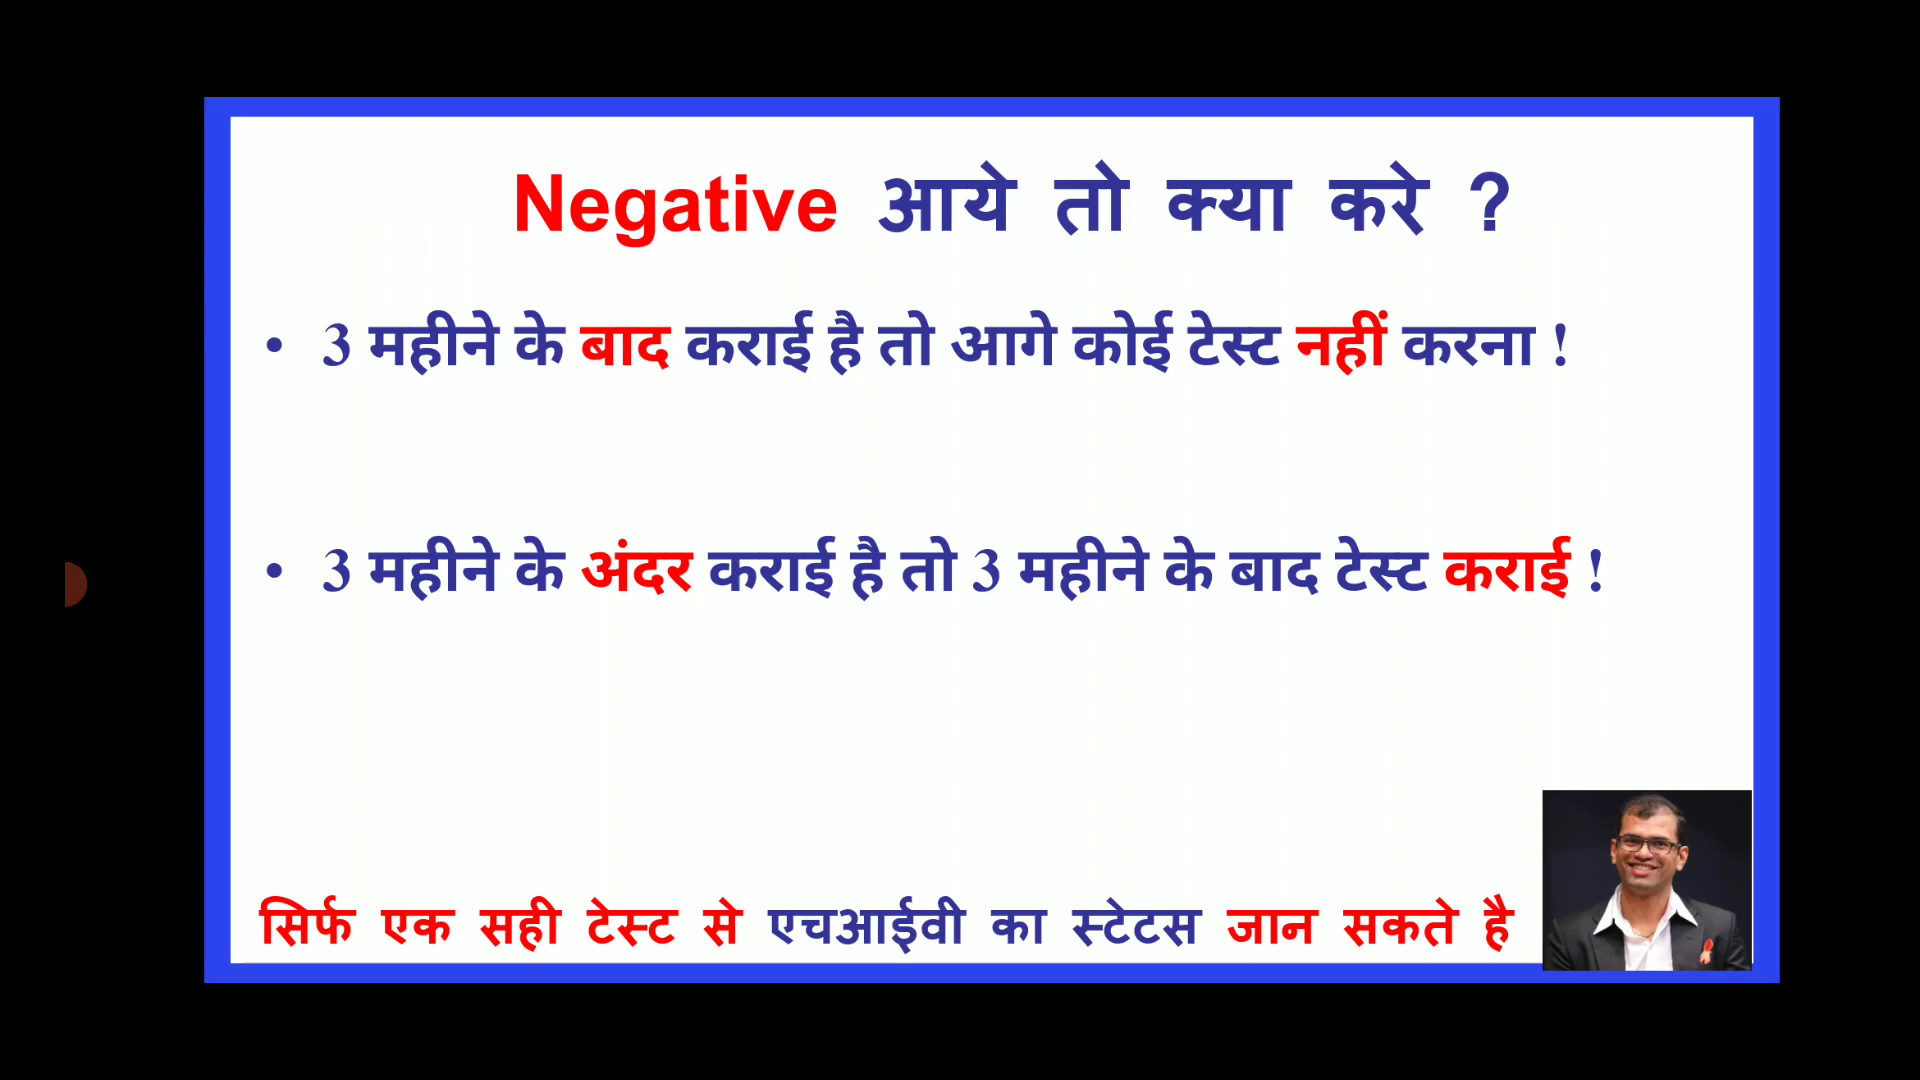 Negative आये तो क्या करे ?
• 3 महीने के बाद कराई है तो आगे कोई टेस्ट नहीं करना !
• 3 महीने के अंदर कराई है तो 3 महीने के बाद टेस्ट कराई !
सिर्फ एक सही टेस्ट से एचआईवी का स्टेटस जान सकते है